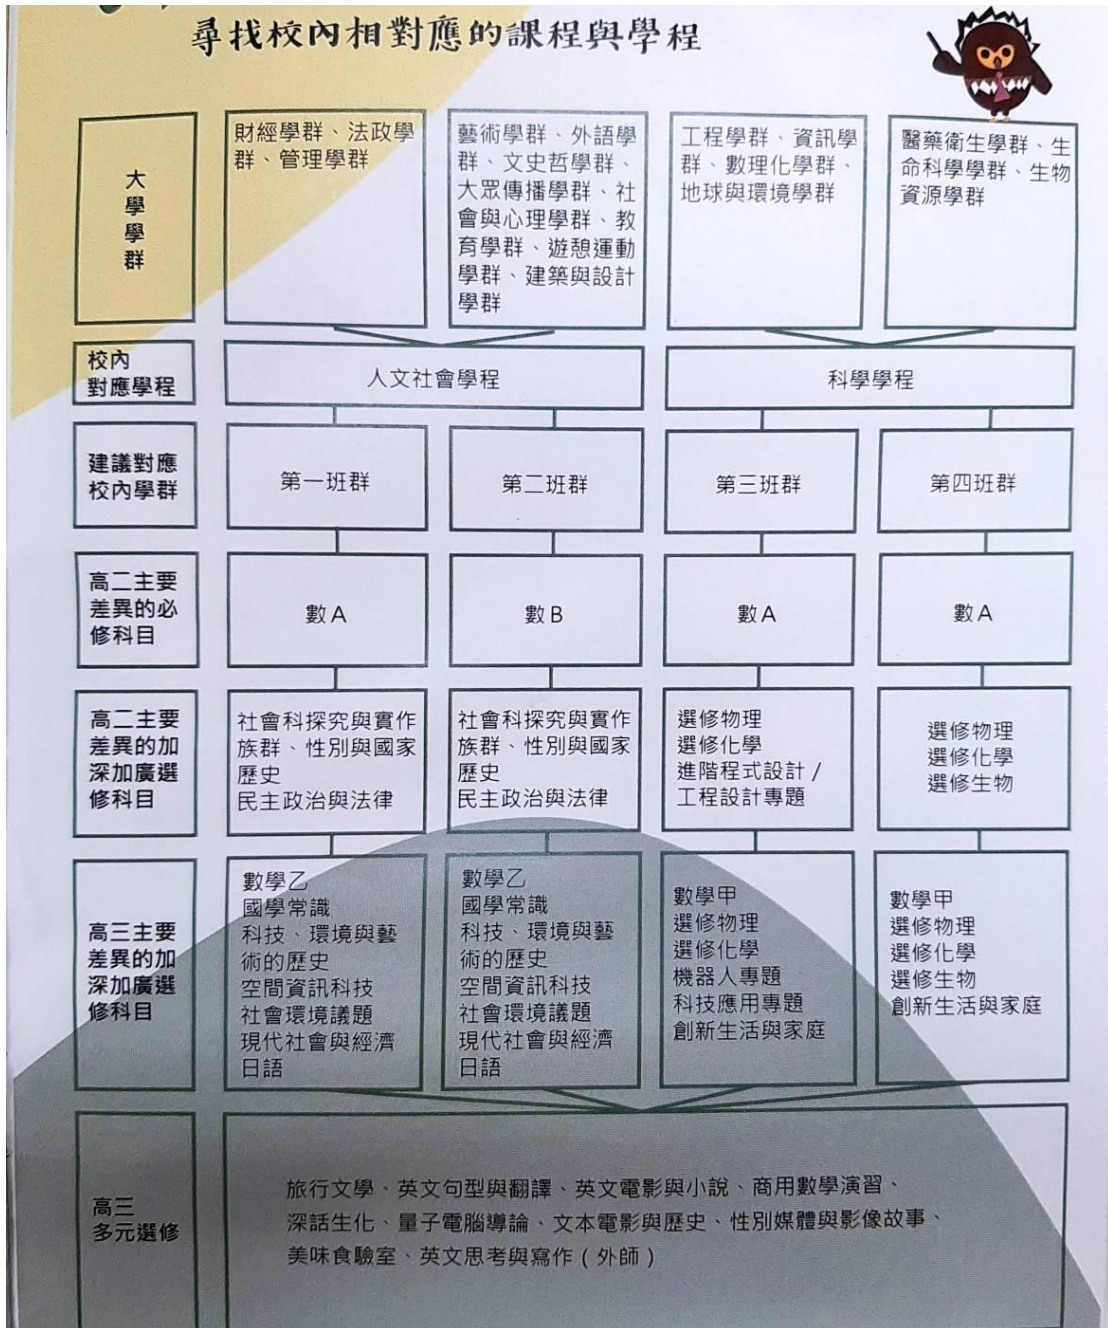 尋找校內相對應的課程與學程
大
學
學
群
財經學群、法政學
群、管理學群
藝術學群、外語學
群、文史哲學群、
大眾傳播學群、社
會與心理學群、教
育學群、遊憩運動
學群、建築與設計
學群
工程學群、資訊學
群、數理化學群、
地球與環境學群
醫藥衛生學群、生
命科學學群、生物
資源學群
校內
對應學程
人文社會學程
科學學程
建議對應
校內學群
第一班群
第二班群
第三班群
第四班群
高二主要
差異的必
修科目
數A
數B
數A
數A
高二主要
差異的加
深加廣選
修科目
社會科探究與實作
族群、性別與國家
歷史
民主政治與法律
社會科探究與實作
族群、性別與國家
歷史
民主政治與法律
選修物理
選修化學
進階程式設計/
工程設計專題
選修物理
選修化學
選修生物
高三主要
差異的加
深加廣選
修科目
數學乙
國學常識
科技、環境與藝
術的歷史
空間資訊科技
社會環境議題
現代社會與經濟
日語
數學乙
國學常識
科技、環境與藝
術的歷史
空間資訊科技
社會環境議題
現代社會與經濟
日語
數學甲
選修物理
選修化學
機器人專題
科技應用專題
創新生活與家庭
數學甲
選修物理
選修化學
選修生物
創新生活與家庭
高三
多元選修
旅行文學、英文句型與翻譯、英文電影與小說、商用數學演習、
深話生化、量子電腦導論、文本電影與歷史、性別媒體與影像故事、
美味食驗室、英文思考與寫作(外師)